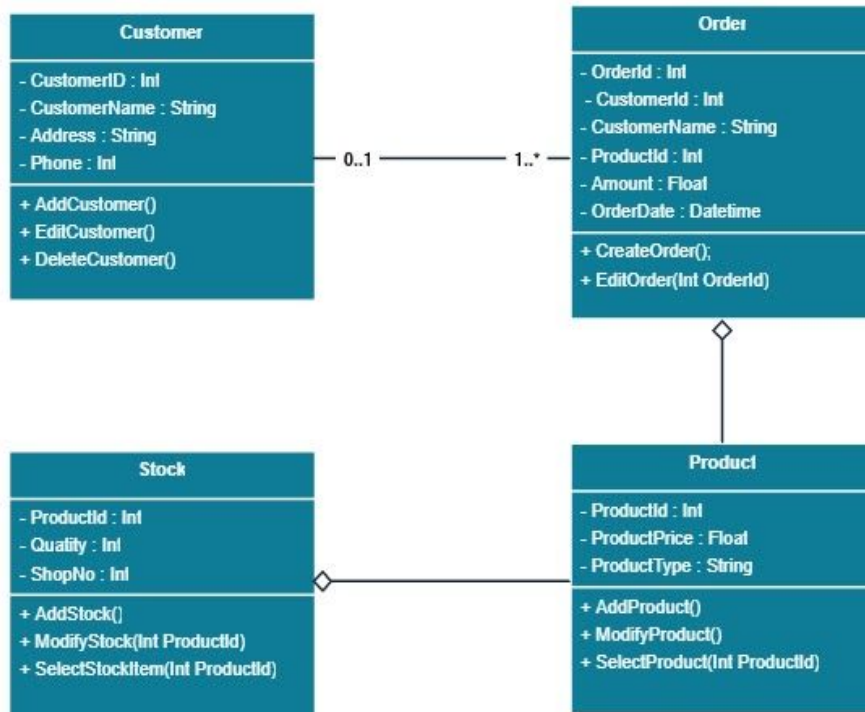 Customer
- CustomerID : Int
- CustomerName : String
- Address : String
- Phone : Int
+ AddCustomer()
+ EditCustomer()
+ DeleteCustomer()
0..1
1..*
Order
- OrderId : Int
- CustomerId : Int
- CustomerName : String
- ProductId : Int
- Amount : Float
- OrderDate : Datetime
+ CreateOrder();
+ EditOrder(Int OrderId)
Stock
- ProductId : Int
- Quatity : Int
- ShopNo : Int
+ AddStock()
+ ModifyStock(Int ProductId)
+ SelectStockItem(Int ProductId)
Product
- ProductId : Int
- ProductPrice : Float
- ProductType : String
+ AddProduct()
+ ModifyProduct()
+ SelectProduct(Int ProductId)